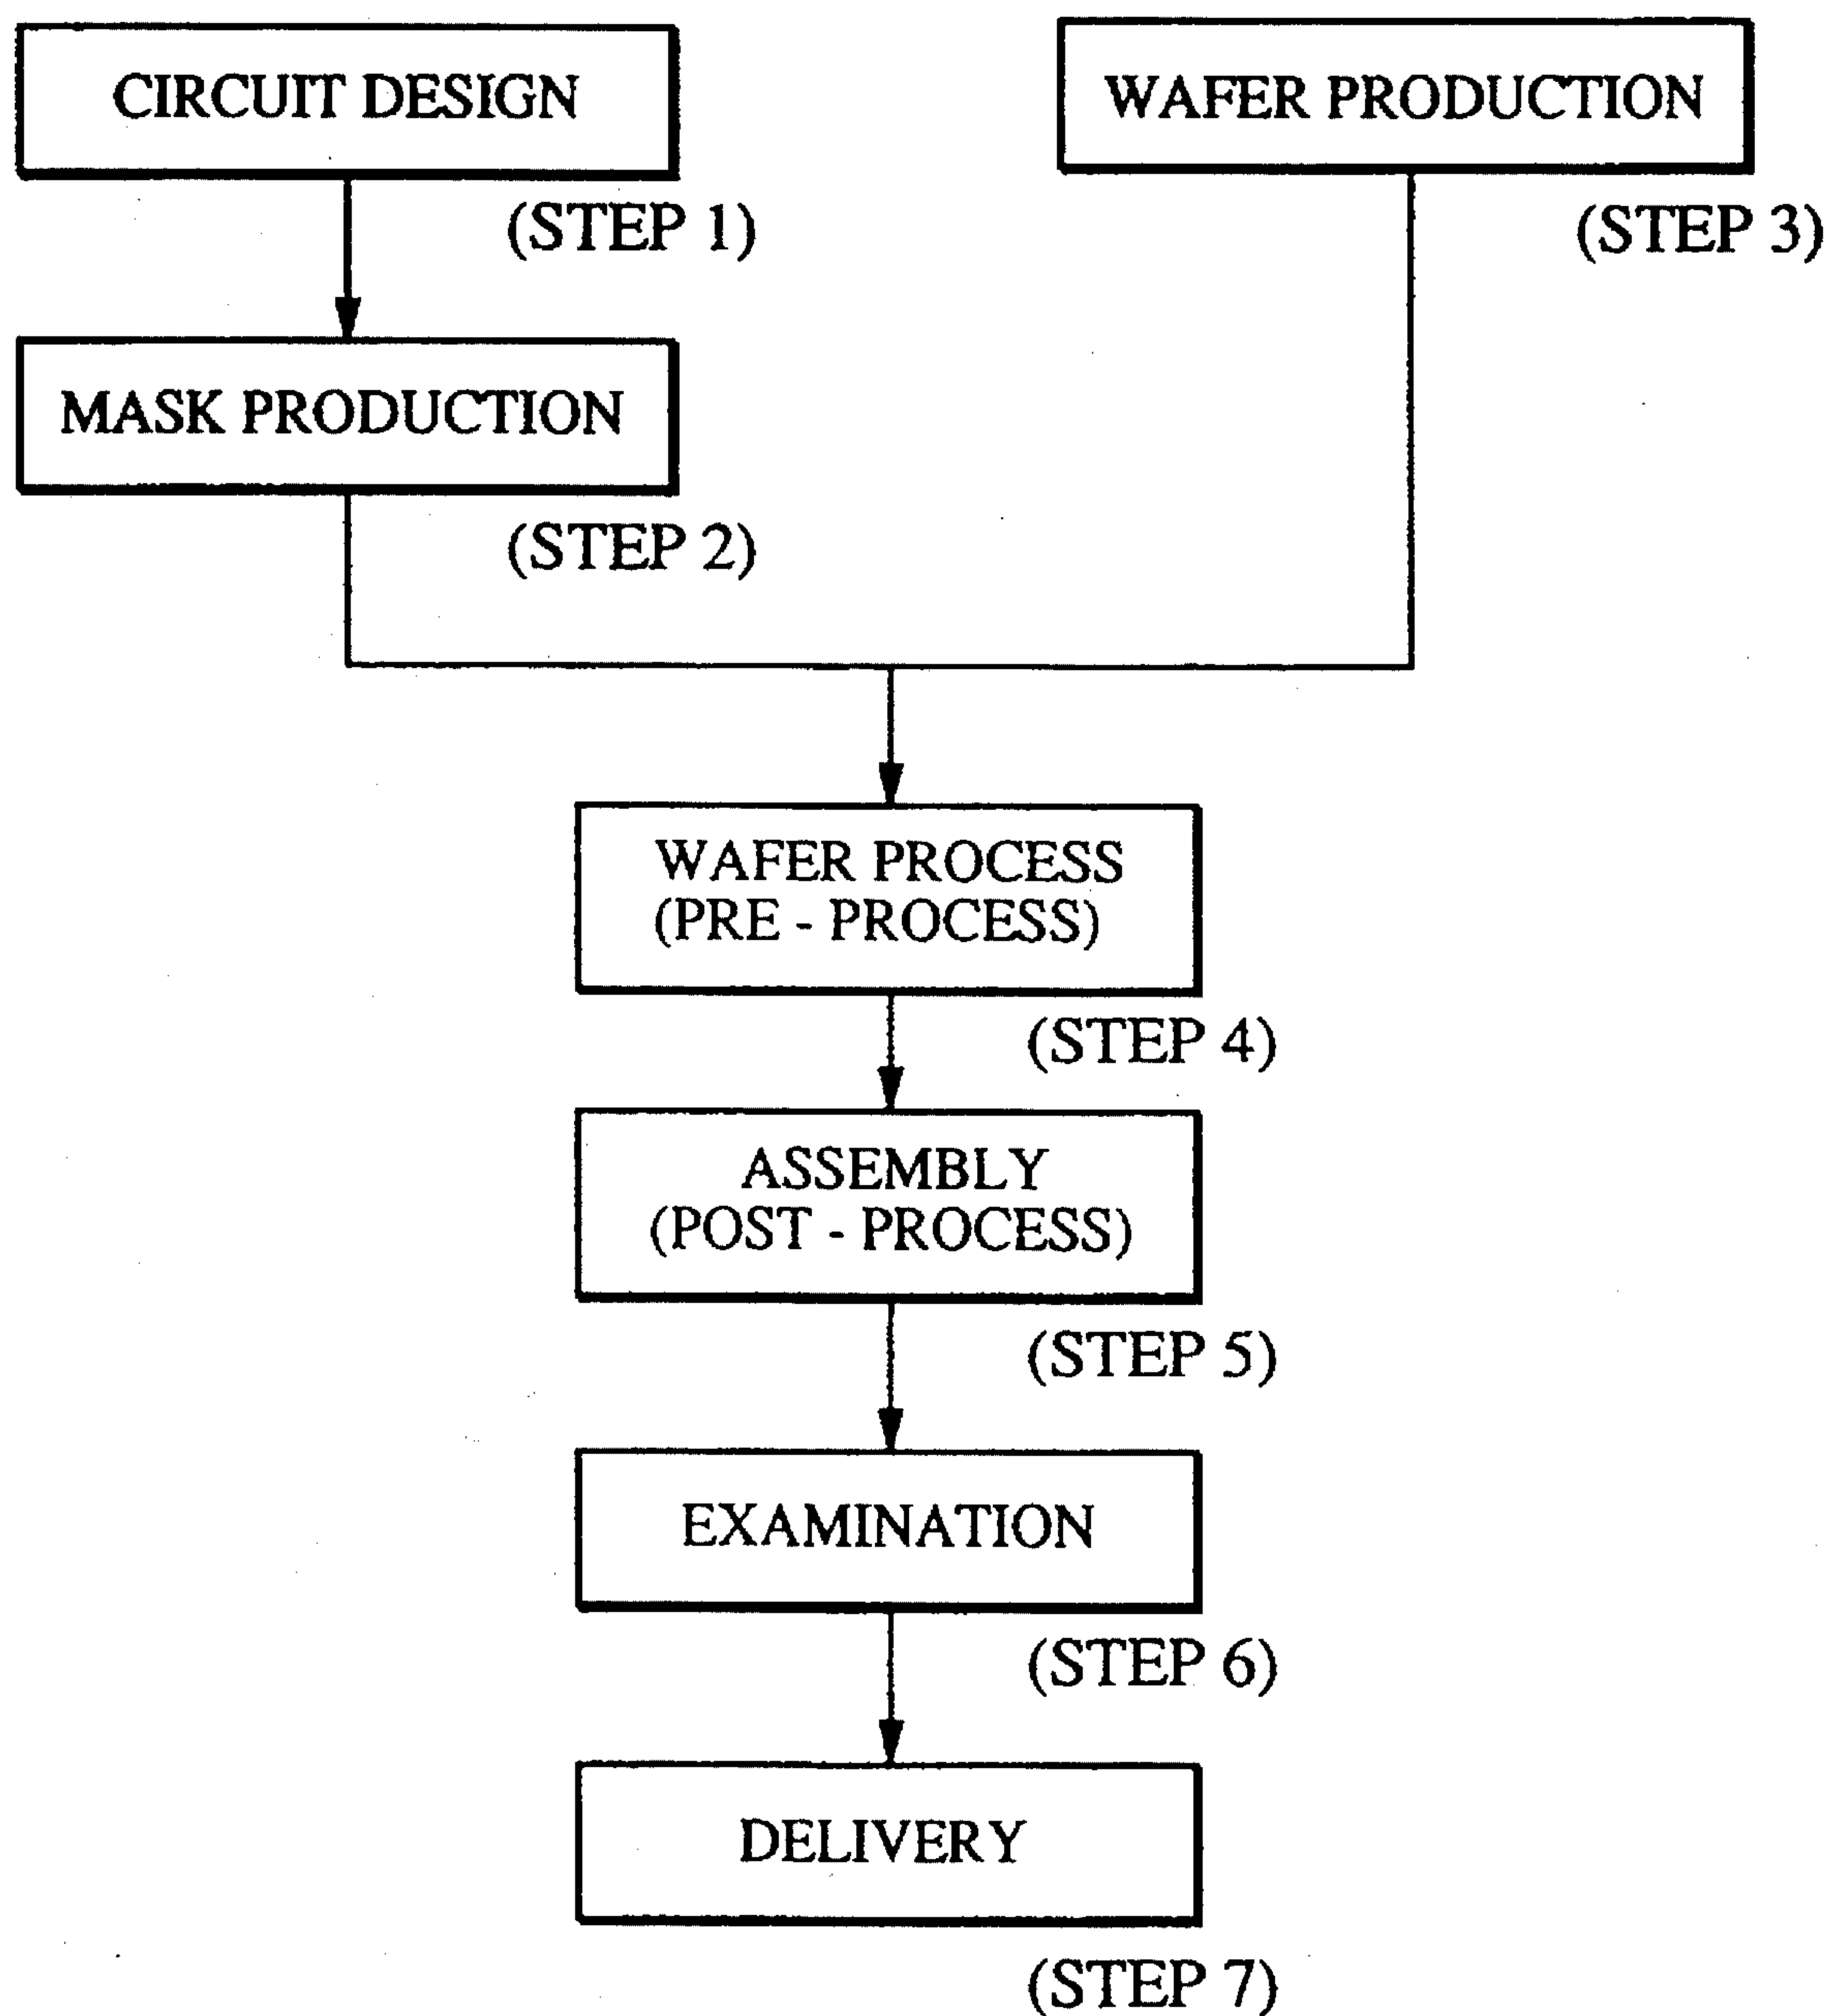 CIRCUIT DESIGN
(STEP 1)
MASK PRODUCTION
(STEP 2)
WAFER PRODUCTION
(STEP 3)
WAFER PROCESS
(PRE - PROCESS)
(STEP 4)
ASSEMBLY
(POST - PROCESS)
(STEP 5)
EXAMINATION
(STEP 6)
DELIVERY
(STEP 7)